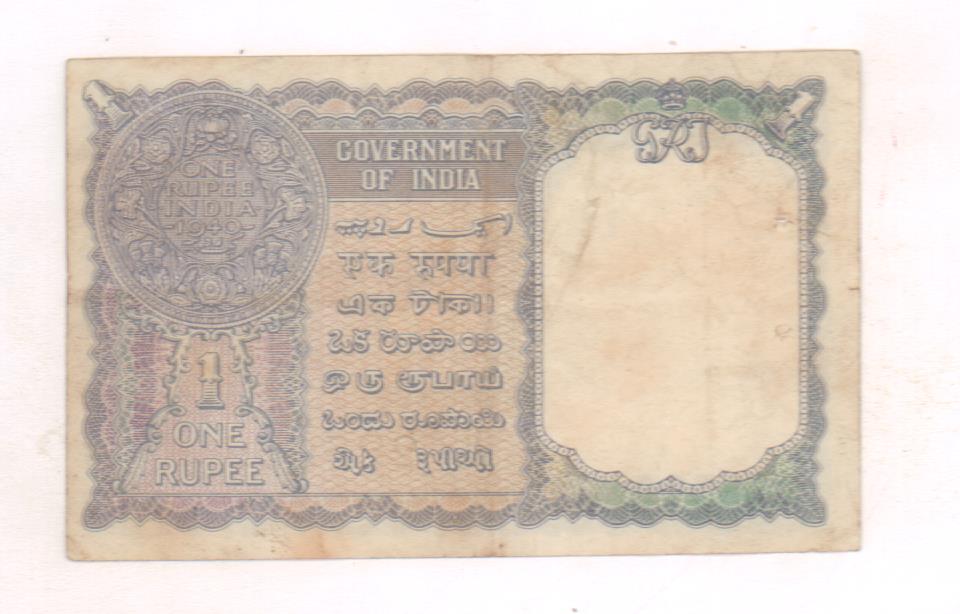 1
1
GRI
ONE
RUPEE
INDIA
1940
GOVERNMENT
OF INDIA
ایک روپیہ
एक रुपया
এক টাকা
ఒక రూపాయి
ஒரு ரூபாய்
ಒಂದು ರೂಪಾಯಿ
એક રૂપીયો
1
ONE
RUPEE